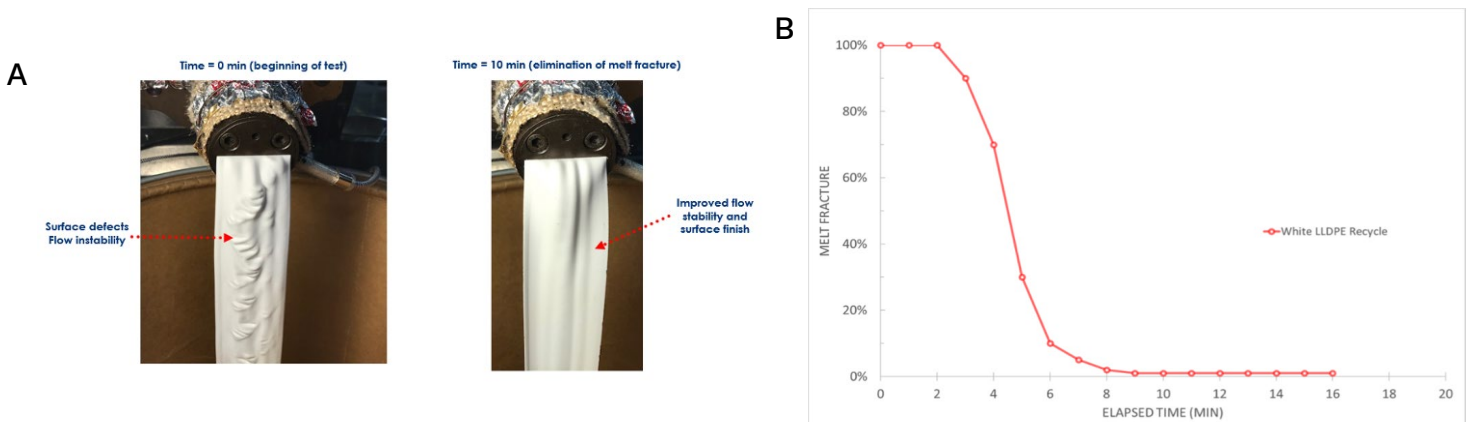 A
Time = 0 min (beginning of test)
Surface defects
Flow instability
Time = 10 min (elimination of melt fracture)
Improved flow
stability and
surface finish
B
100%
80%
60%
40%
20%
0%
MELT FRACTURE
0 2 4 6 8 10 12 14 16 18 20
ELAPSED TIME (MIN)
White LLDPE Recycle